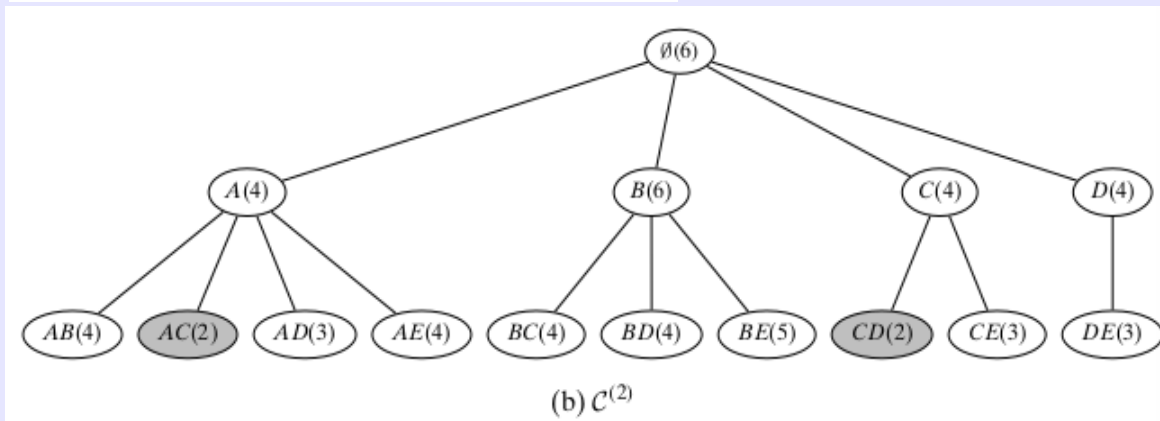 ∅(6)
A(4) B(6) C(4) D(4)
AB(4) AC(2) AD(3) AE(4) BC(4) BD(4) BE(5) CD(2) CE(3) DE(3)
(b) 𝒞⁽²⁾